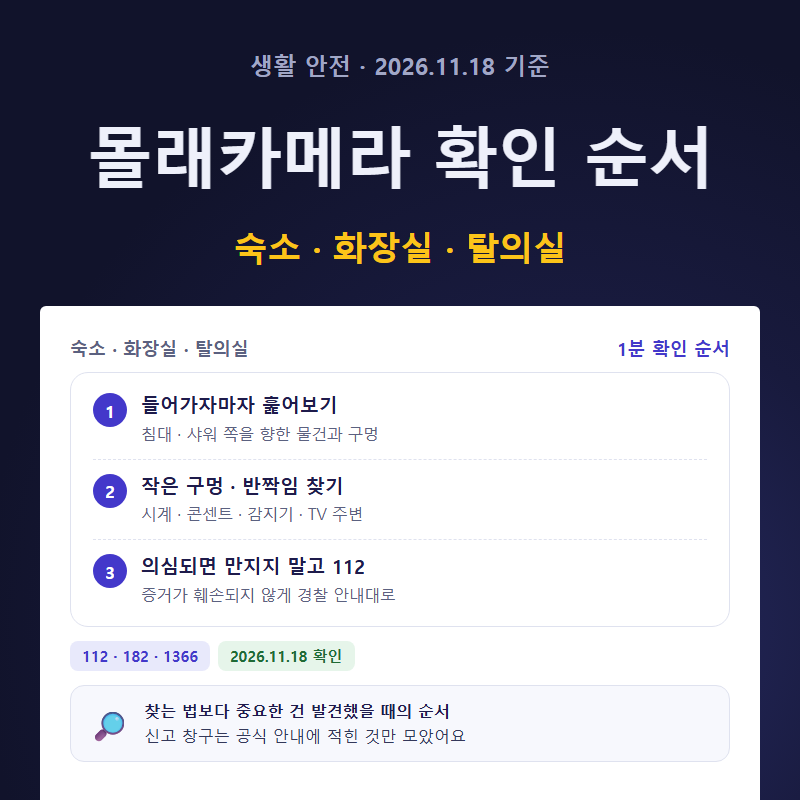 생활 안전 · 2026.11.18 기준
몰래카메라 확인 순서
숙소 · 화장실 · 탈의실
숙소 · 화장실 · 탈의실
1분 확인 순서
1
들어가자마자 훑어보기
침대 · 샤워 쪽을 향한 물건과 구멍
2
작은 구멍 · 반짝임 찾기
시계 · 콘센트 · 감지기 · TV 주변
3
의심되면 만지지 말고 112
증거가 훼손되지 않게 경찰 안내대로
112 · 182 · 1366
2026.11.18 확인
찾는 법보다 중요한 건 발견했을 때의 순서
신고 창구는 공식 안내에 적힌 것만 모았어요